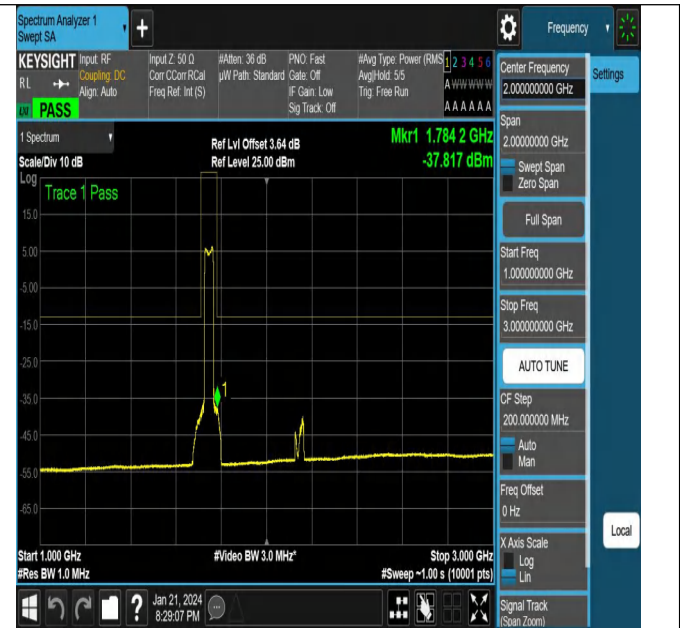 Spectrum Analyzer 1
Swept SA
+
Frequency
KEYSIGHT
RL
PASS
Input: RF
Coupling: DC
Align: Auto
Input Z: 50 Ω
Corr CCorr RCal
Freq Ref: Int (S)
#Atten: 36 dB
µW Path: Standard
PNO: Fast
Gate: Off
IF Gain: Low
Sig Track: Off
#Avg Type: Power (RMS
Avg|Hold: 5/5
Trig: Free Run
1 2 3 4 5 6
A W W W W W
A A A A A A
1 Spectrum
Scale/Div 10 dB
Ref Lvl Offset 3.64 dB
Ref Level 25.00 dBm
Mkr1 1.784 2 GHz
-37.817 dBm
Log
Trace 1 Pass
15.0
5.00
-5.00
-15.0
-25.0
-35.0
-45.0
-55.0
-65.0
1
Start 1.000 GHz
#Res BW 1.0 MHz
#Video BW 3.0 MHz*
Stop 3.000 GHz
#Sweep ~1.00 s (10001 pts)
Center Frequency
2.000000000 GHz
Settings
Span
2.00000000 GHz
Swept Span
Zero Span
Full Span
Start Freq
1.000000000 GHz
Stop Freq
3.000000000 GHz
AUTO TUNE
CF Step
200.000000 MHz
Auto
Man
Freq Offset
0 Hz
X Axis Scale
Log
Lin
Local
Signal Track
(Span Zoom)
?
Jan 21, 2024
8:29:07 PM